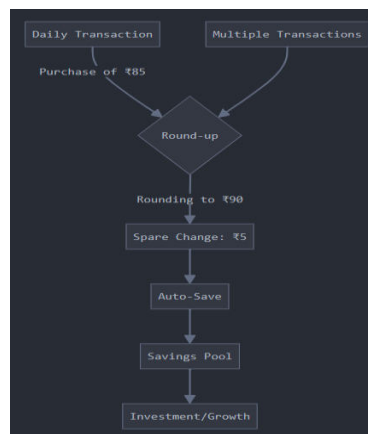 Daily Transaction
Multiple Transactions
Purchase of ₹85
Round-up
Rounding to ₹90
Spare Change: ₹5
Auto-Save
Savings Pool
Investment/Growth